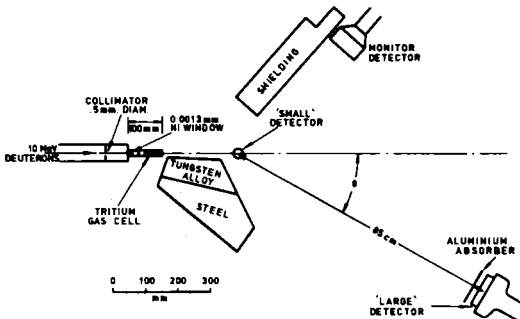 MONITOR
DETECTOR
SHIELDING
COLLIMATOR
.5mm. DIAM.
0.0013mm
NI WINDOW
100mm
'SMALL'
DETECTOR
10 MeV
DEUTERONS
TUNGSTEN
ALLOY
STEEL
TRITIUM
GAS CELL
85cm
ALUMINIUM
ABSORBER
'LARGE'
DETECTOR
0 100 200 300
mm